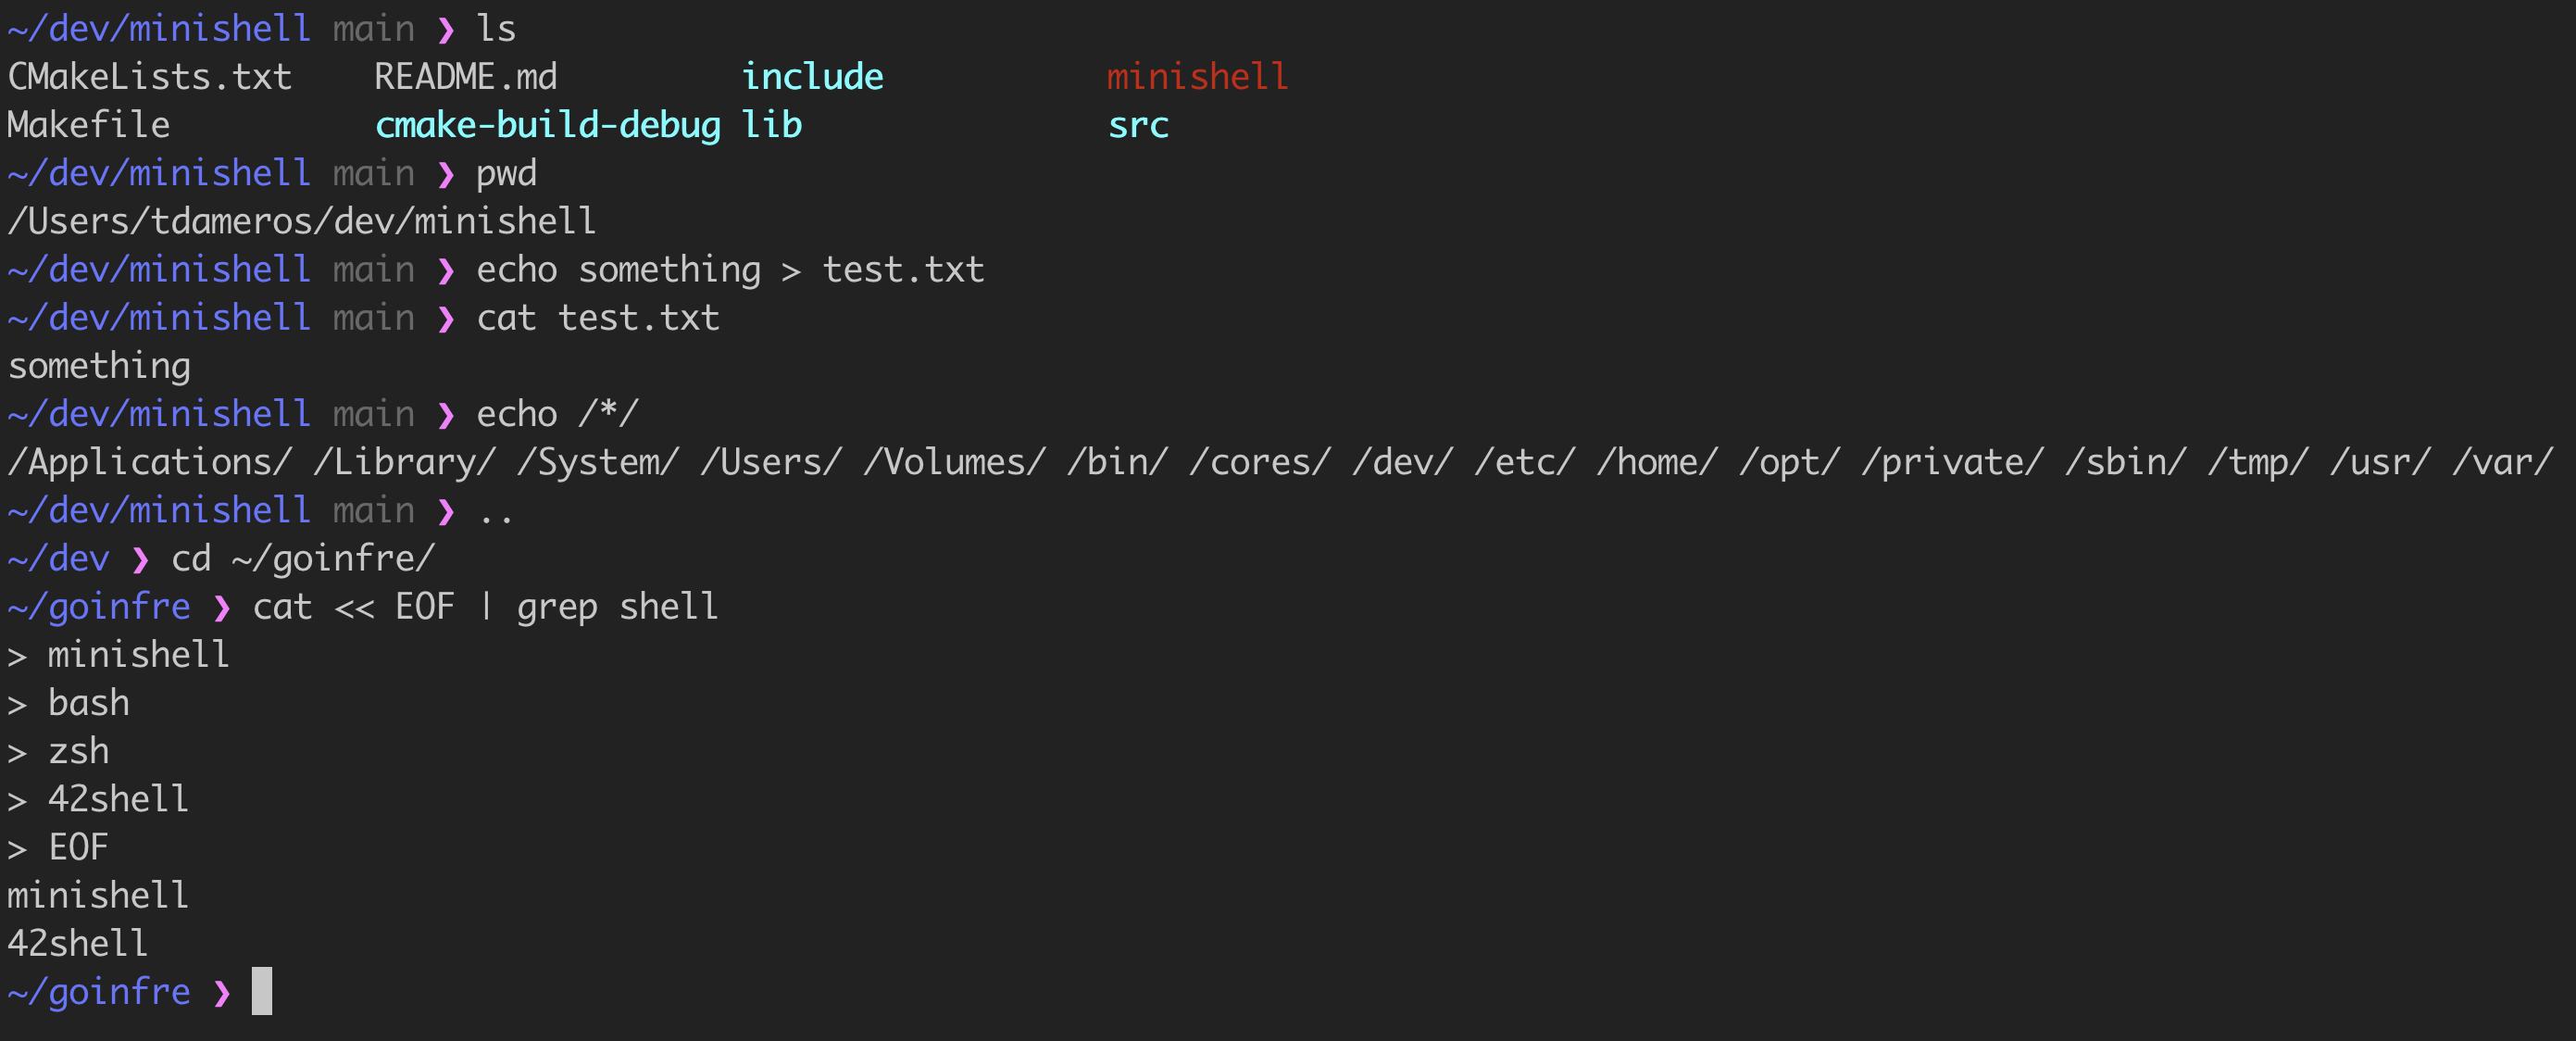 ~/dev/minishell main ❯ ls
CMakeLists.txt    README.md         include           minishell
Makefile          cmake-build-debug lib               src
~/dev/minishell main ❯ pwd
/Users/tdameros/dev/minishell
~/dev/minishell main ❯ echo something > test.txt
~/dev/minishell main ❯ cat test.txt
something
~/dev/minishell main ❯ echo /*/
/Applications/ /Library/ /System/ /Users/ /Volumes/ /bin/ /cores/ /dev/ /etc/ /home/ /opt/ /private/ /sbin/ /tmp/ /usr/ /var/
~/dev/minishell main ❯ ..
~/dev ❯ cd ~/goinfre/
~/goinfre ❯ cat << EOF | grep shell
> minishell
> bash
> zsh
> 42shell
> EOF
minishell
42shell
~/goinfre ❯